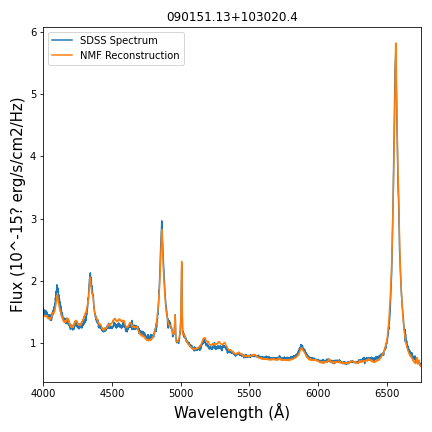 090151.13+103020.4
SDSS Spectrum
NMF Reconstruction
Flux (10^-15? erg/s/cm2/Hz)
6
5
4
3
2
1
4000 4500 5000 5500 6000 6500
Wavelength (Å)